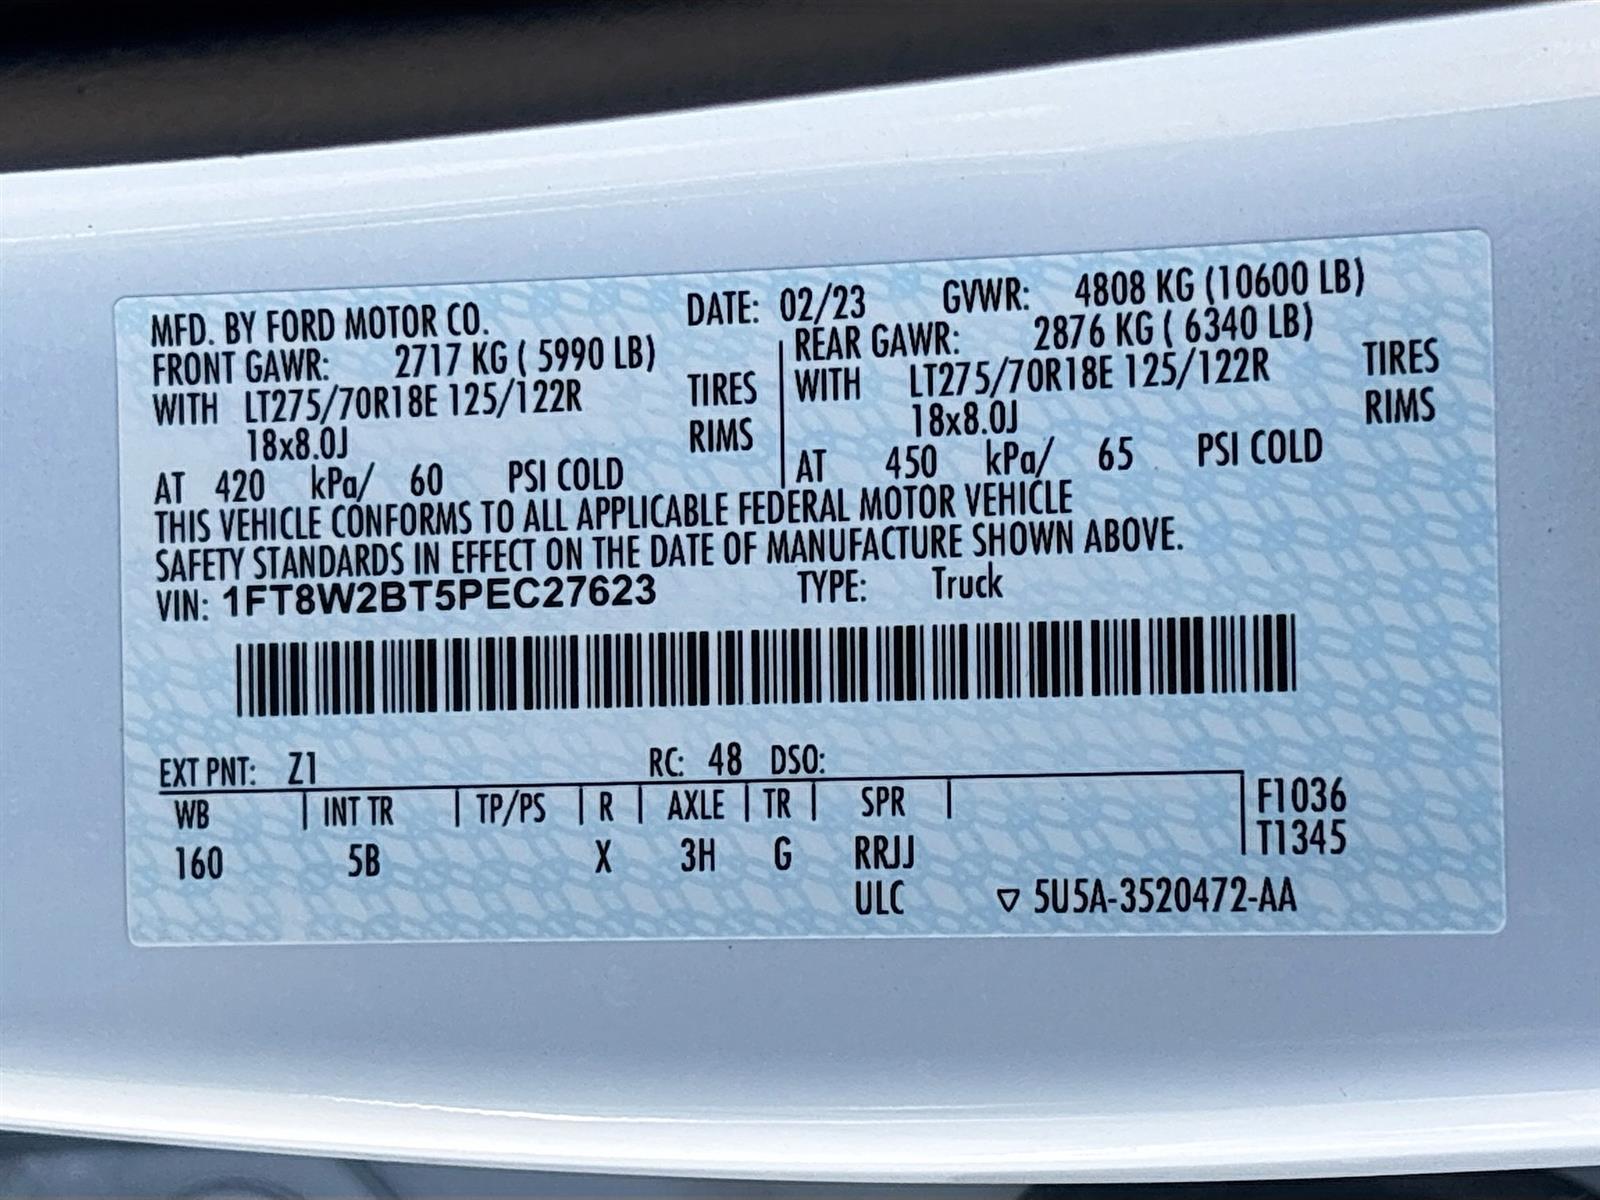 MFD. BY FORD MOTOR CO. DATE: 02/23 GVWR: 4808 KG (10600 LB)
FRONT GAWR: 2717 KG ( 5990 LB) REAR GAWR: 2876 KG ( 6340 LB)
WITH LT275/70R18E 125/122R TIRES WITH LT275/70R18E 125/122R TIRES
18x8.0J RIMS 18x8.0J RIMS
AT 420 kPa/ 60 PSI COLD AT 450 kPa/ 65 PSI COLD
THIS VEHICLE CONFORMS TO ALL APPLICABLE FEDERAL MOTOR VEHICLE
SAFETY STANDARDS IN EFFECT ON THE DATE OF MANUFACTURE SHOWN ABOVE.
VIN: 1FT8W2BT5PEC27623 TYPE: Truck
EXT PNT: Z1 RC: 48 DSO:
WB INT TR TP/PS R AXLE TR SPR F1036
T1345
160 5B X 3H G RRJJ
ULC ▽ 5U5A-3520472-AA